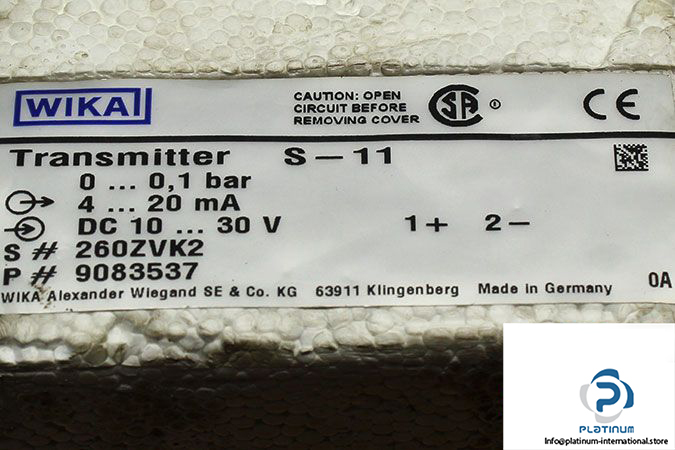 WIKA
CAUTION: OPEN
CIRCUIT BEFORE
REMOVING COVER
CSA
CE
Transmitter S-11
0 ... 0,1 bar
4 ... 20 mA
DC 10 ... 30 V 1+ 2-
S # 260ZVK2
P # 9083537
WIKA Alexander Wiegand SE & Co. KG 63911 Klingenberg Made in Germany 0A
PLATINUM
Info@platinum-international.store